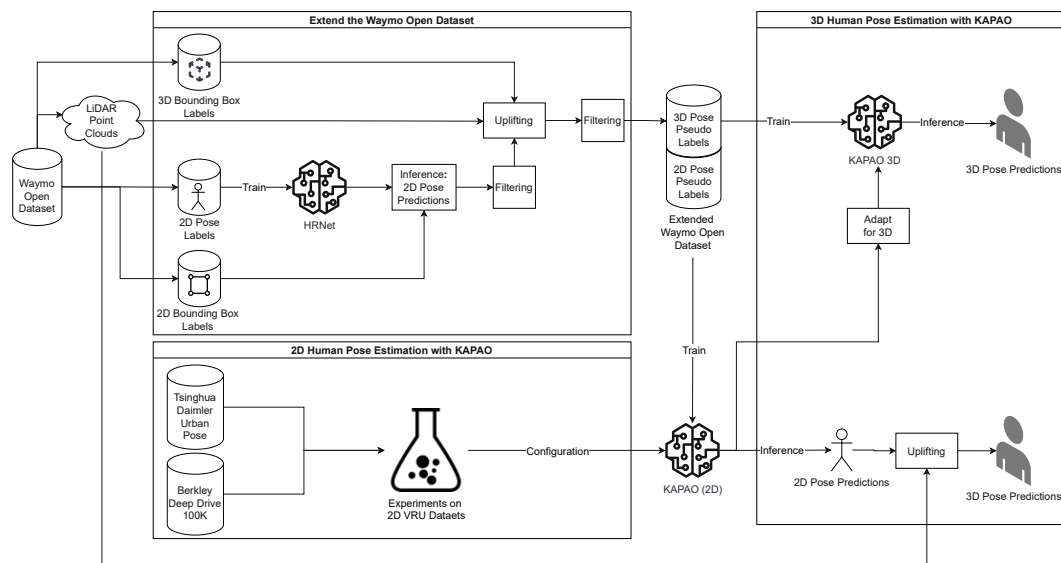 Extend the Waymo Open Dataset
3D Human Pose Estimation with KAPAO
3D Bounding Box
Labels
LiDAR
Point
Clouds
Waymo
Open
Dataset
2D Pose
Labels
Train
HRNet
Inference:
2D Pose
Predictions
Filtering
Uplifting
Filtering
2D Bounding Box
Labels
3D Pose
Pseudo
Labels
2D Pose
Pseudo
Labels
Extended
Waymo Open
Dataset
Train
KAPAO 3D
Inference
3D Pose Predictions
Adapt
for 3D
Train
2D Human Pose Estimation with KAPAO
Tsinghua
Daimler
Urban
Pose
Berkley
Deep Drive
100K
Experiments on
2D VRU Dataets
Configuration
KAPAO (2D)
Inference
2D Pose Predictions
Uplifting
3D Pose Predictions